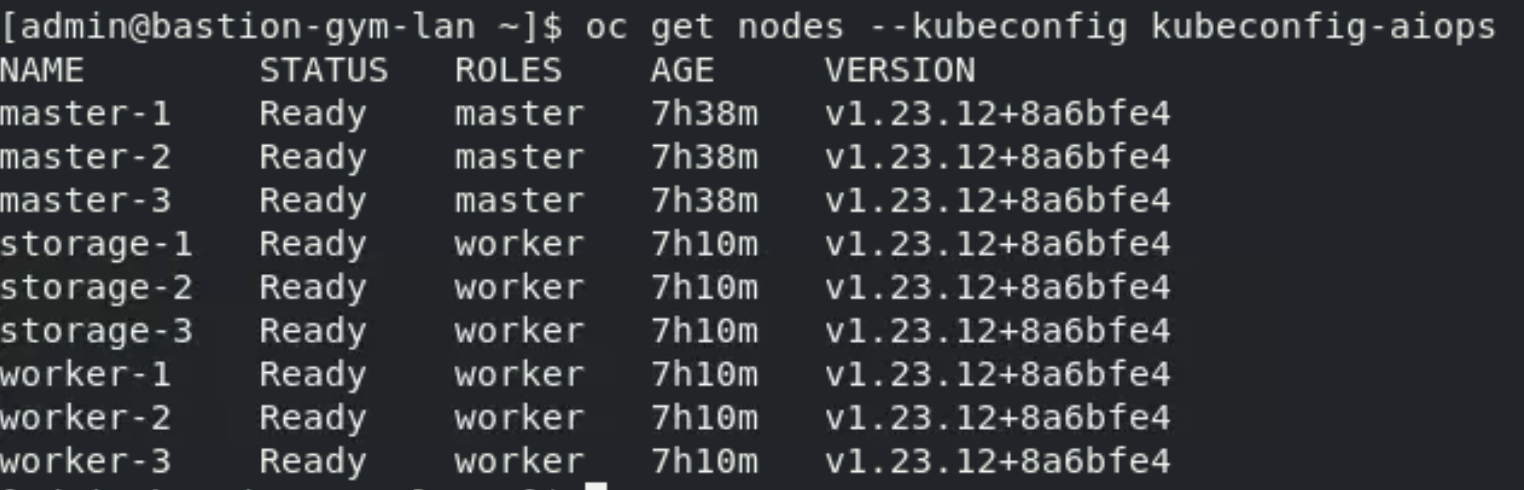 [admin@bastion-gym-lan ~]$ oc get nodes --kubeconfig kubeconfig-aiops
NAME STATUS ROLES AGE VERSION
master-1 Ready master 7h38m v1.23.12+8a6bfe4
master-2 Ready master 7h38m v1.23.12+8a6bfe4
master-3 Ready master 7h38m v1.23.12+8a6bfe4
storage-1 Ready worker 7h10m v1.23.12+8a6bfe4
storage-2 Ready worker 7h10m v1.23.12+8a6bfe4
storage-3 Ready worker 7h10m v1.23.12+8a6bfe4
worker-1 Ready worker 7h10m v1.23.12+8a6bfe4
worker-2 Ready worker 7h10m v1.23.12+8a6bfe4
worker-3 Ready worker 7h10m v1.23.12+8a6bfe4